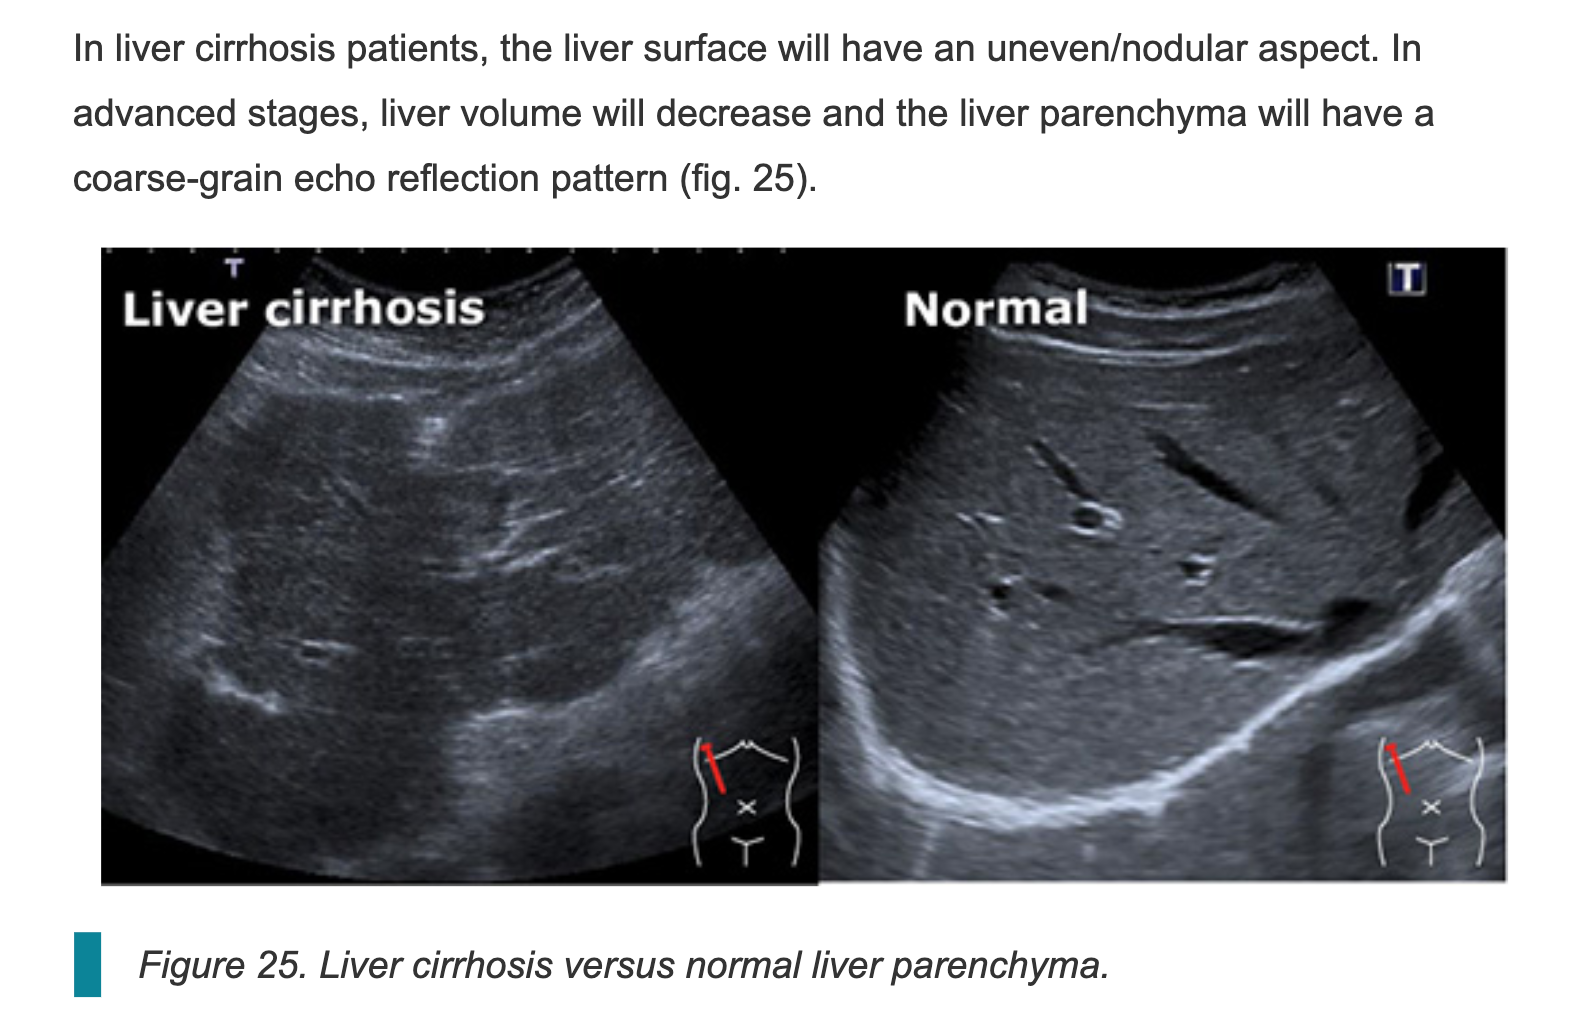 In liver cirrhosis patients, the liver surface will have an uneven/nodular aspect. In
advanced stages, liver volume will decrease and the liver parenchyma will have a
coarse-grain echo reflection pattern (fig. 25).
T
Liver cirrhosis
T
Normal
Figure 25. Liver cirrhosis versus normal liver parenchyma.